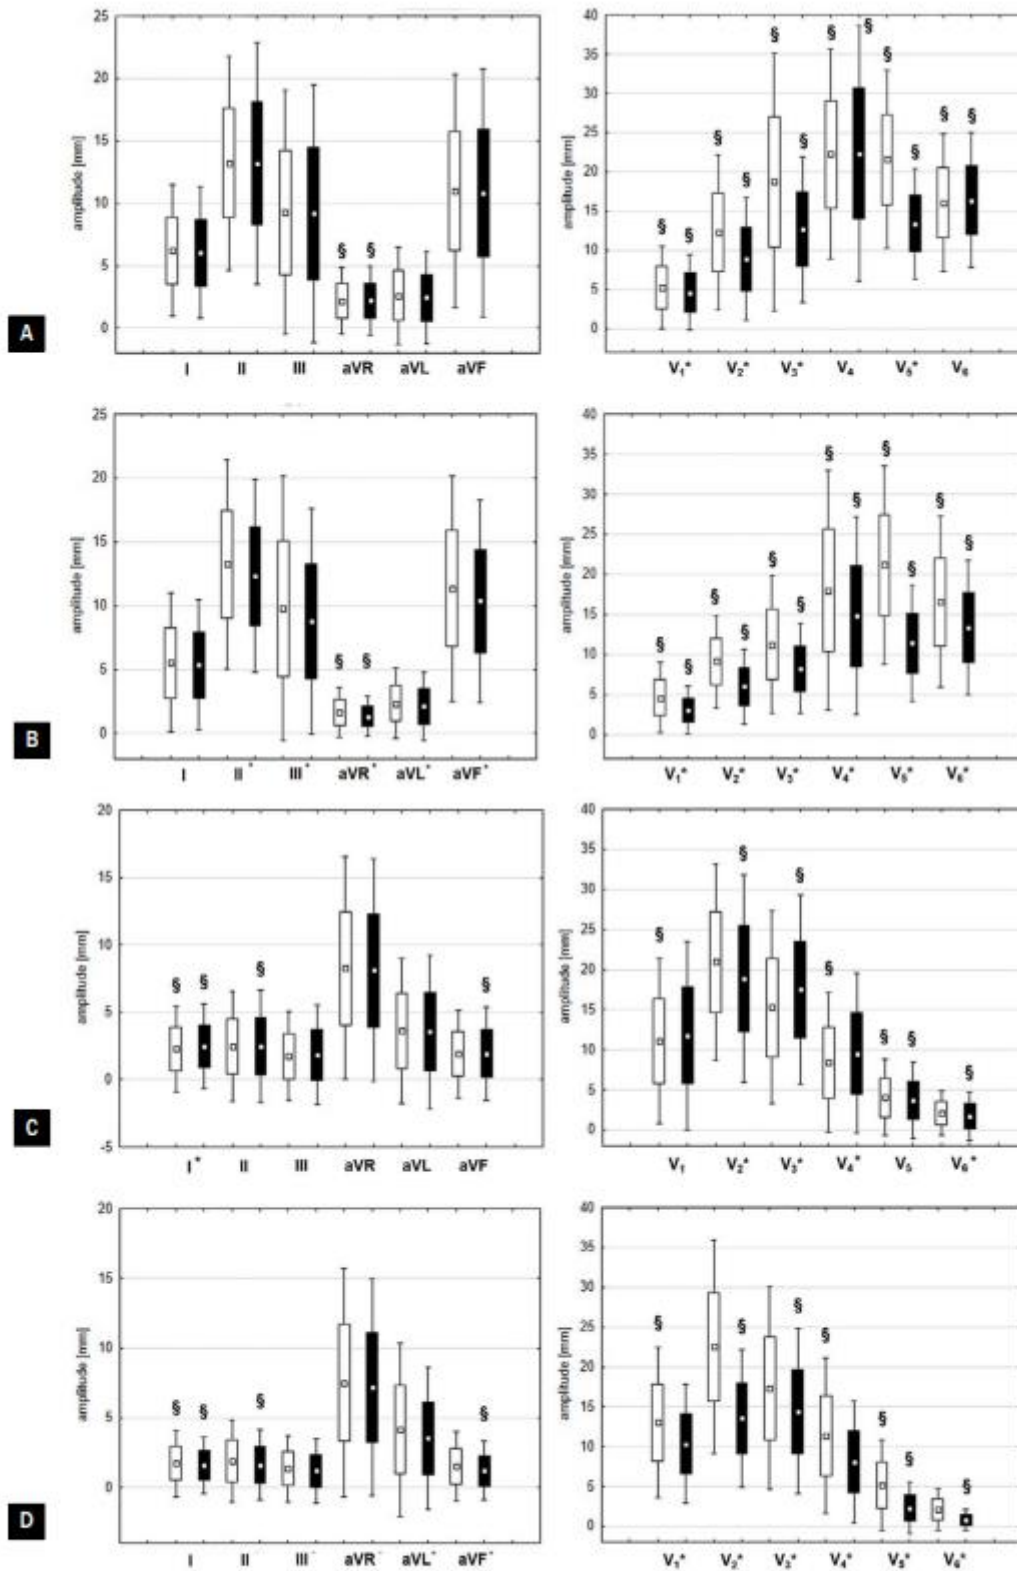 25
20
15
10
5
0
amplitude [mm]
§ §
I II III aVR aVL aVF
A
40
35
30
25
20
15
10
5
0
amplitude [mm]
§ § § § § § § § § § § §
V1* V2* V3* V4 V5* V6
25
20
15
10
5
0
amplitude [mm]
§ §
I II* III* aVR* aVL* aVF*
B
40
35
30
25
20
15
10
5
0
amplitude [mm]
§ § § § § § § § § § § §
V1* V2* V3* V4* V5* V6*
20
15
10
5
0
-5
amplitude [mm]
§ § § §
I* II III aVR aVL aVF
C
40
35
30
25
20
15
10
5
0
amplitude [mm]
§ § § § § § §
V1 V2* V3* V4* V5 V6*
20
15
10
5
0
amplitude [mm]
§ § § §
I II III* aVR* aVL* aVF*
D
40
35
30
25
20
15
10
5
0
amplitude [mm]
§ § § § § § §
V1* V2* V3* V4* V5* V6*